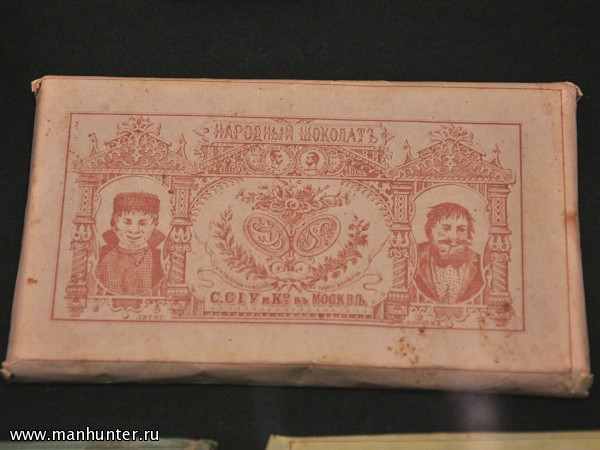 НАРОДНЫЙ ШОКОЛАТЪ
С.СІУ и Ко въ МОСКВѢ.
www.manhunter.ru